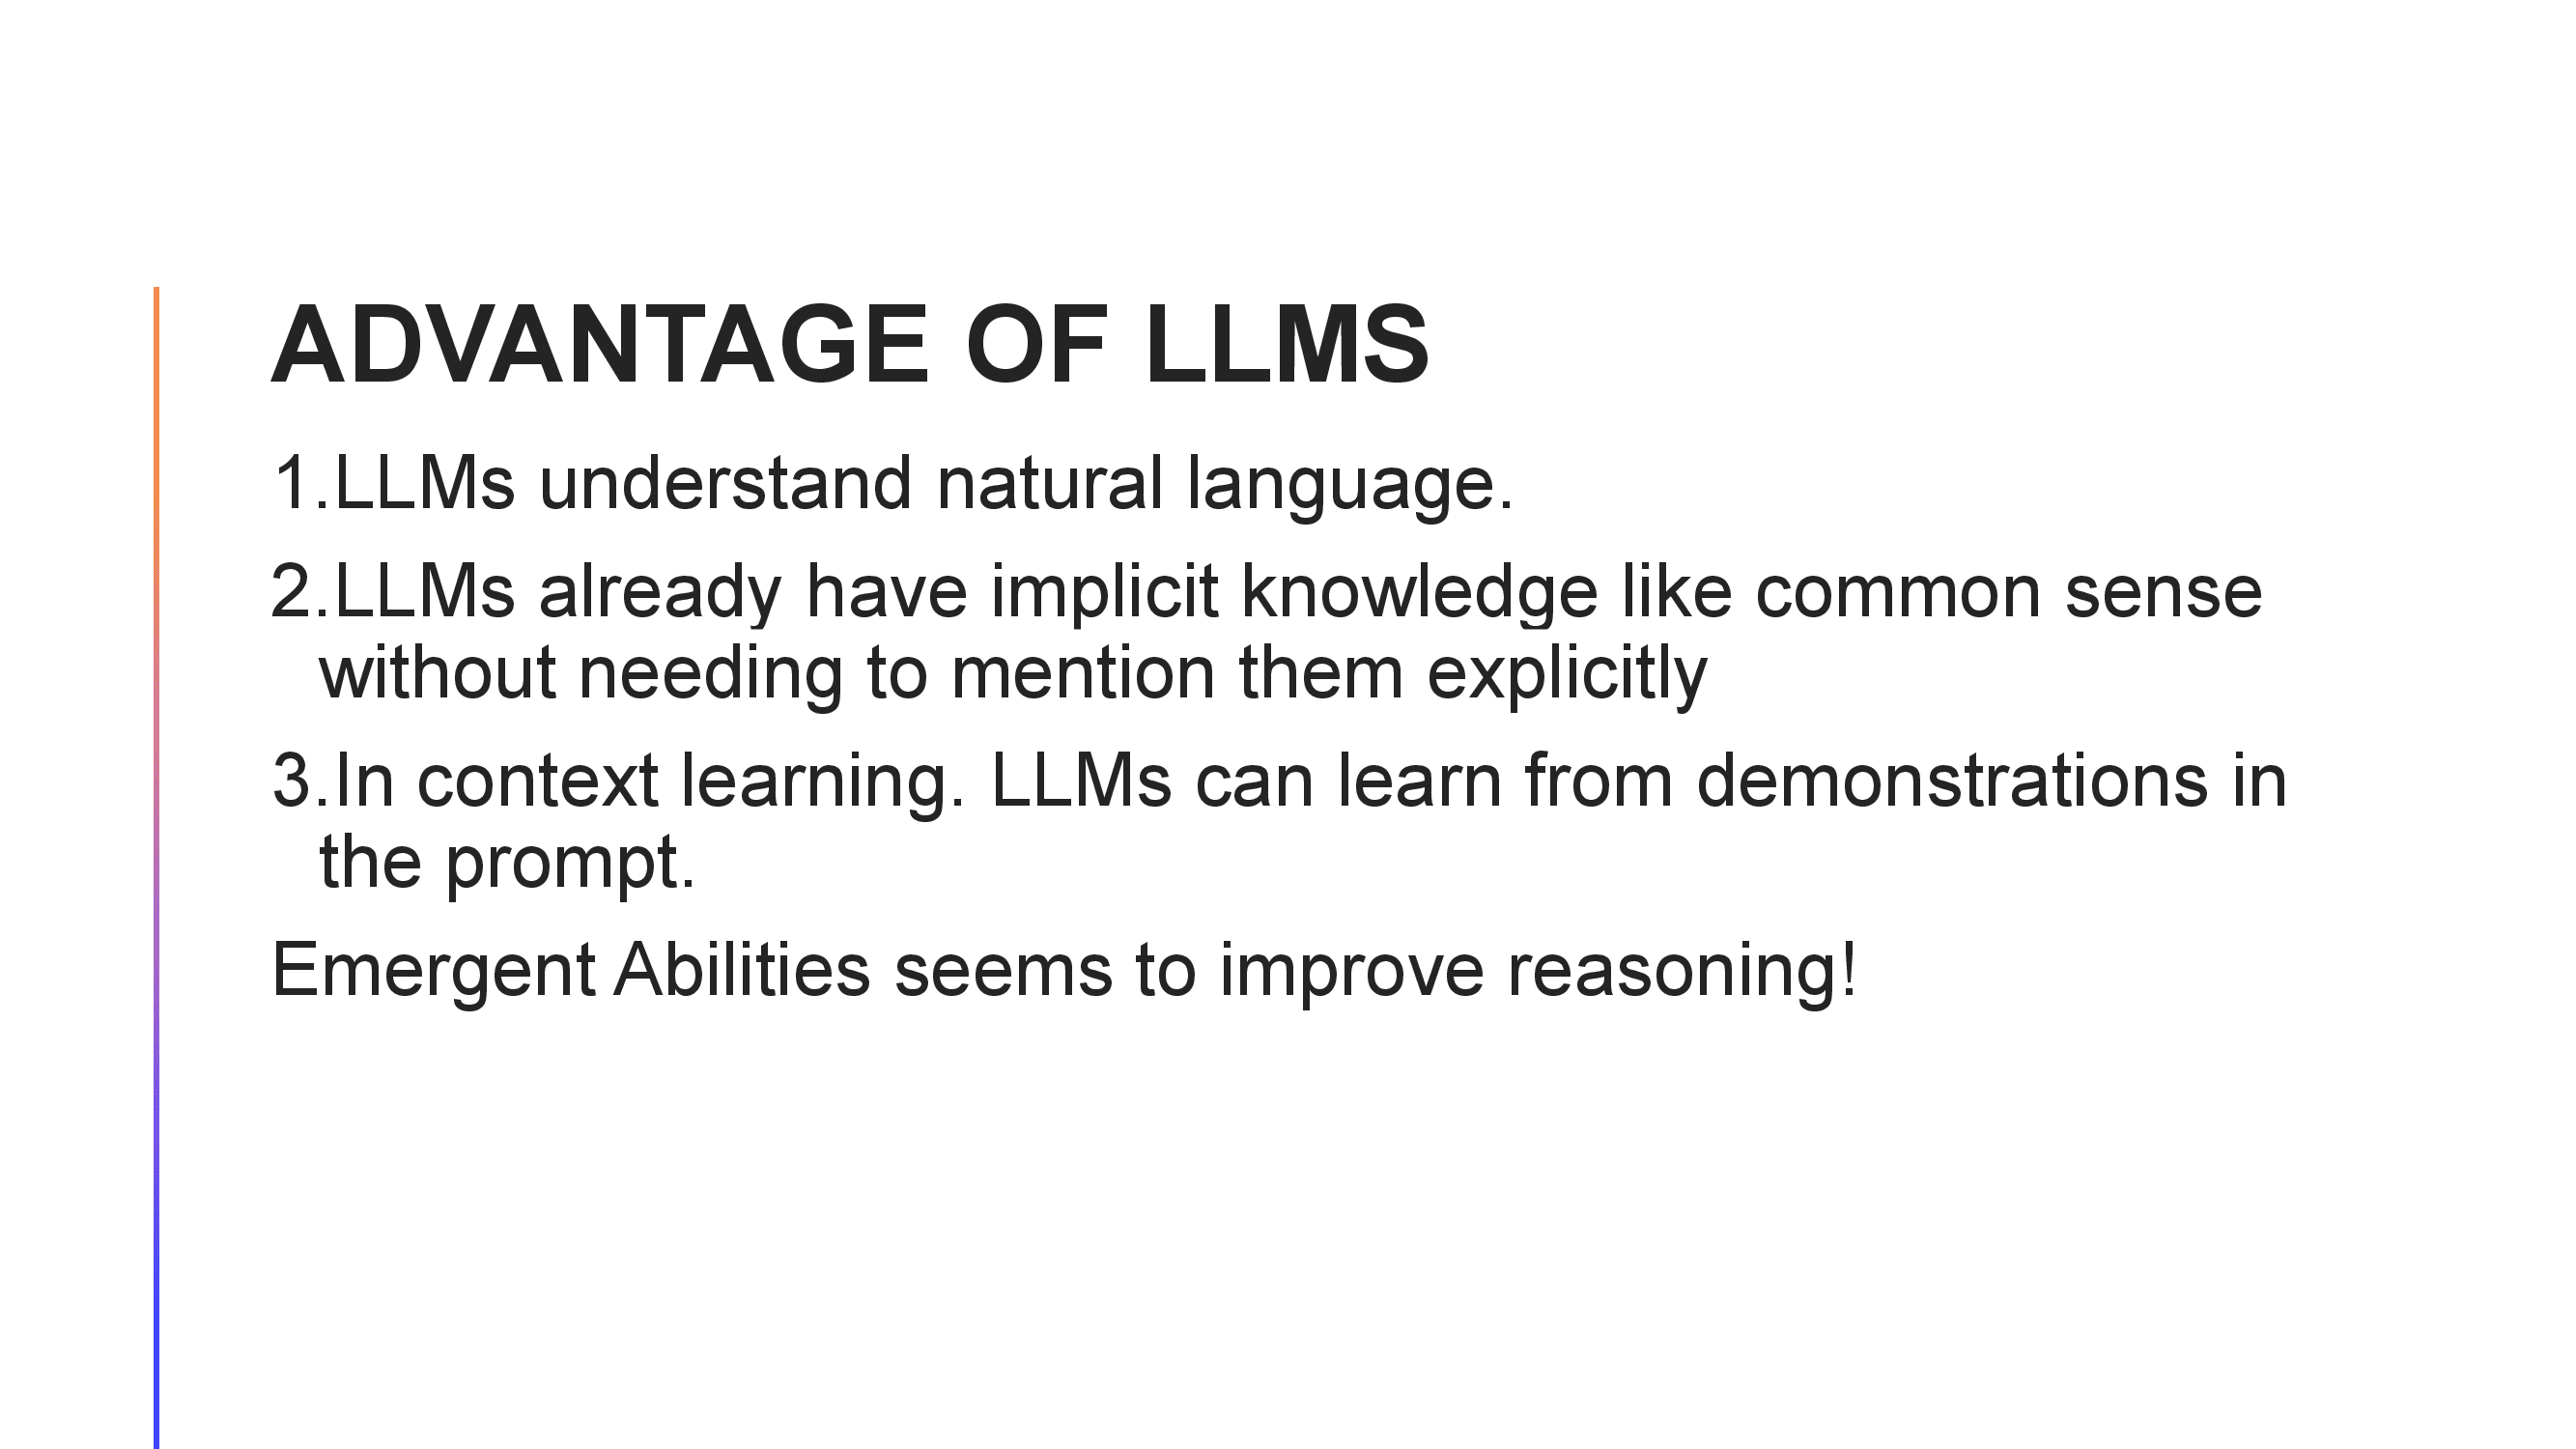 ADVANTAGE OF LLMS
1.LLMs understand natural language.
2.LLMs already have implicit knowledge like common sense
without needing to mention them explicitly
3.In context learning. LLMs can learn from demonstrations in
the prompt.
Emergent Abilities seems to improve reasoning!